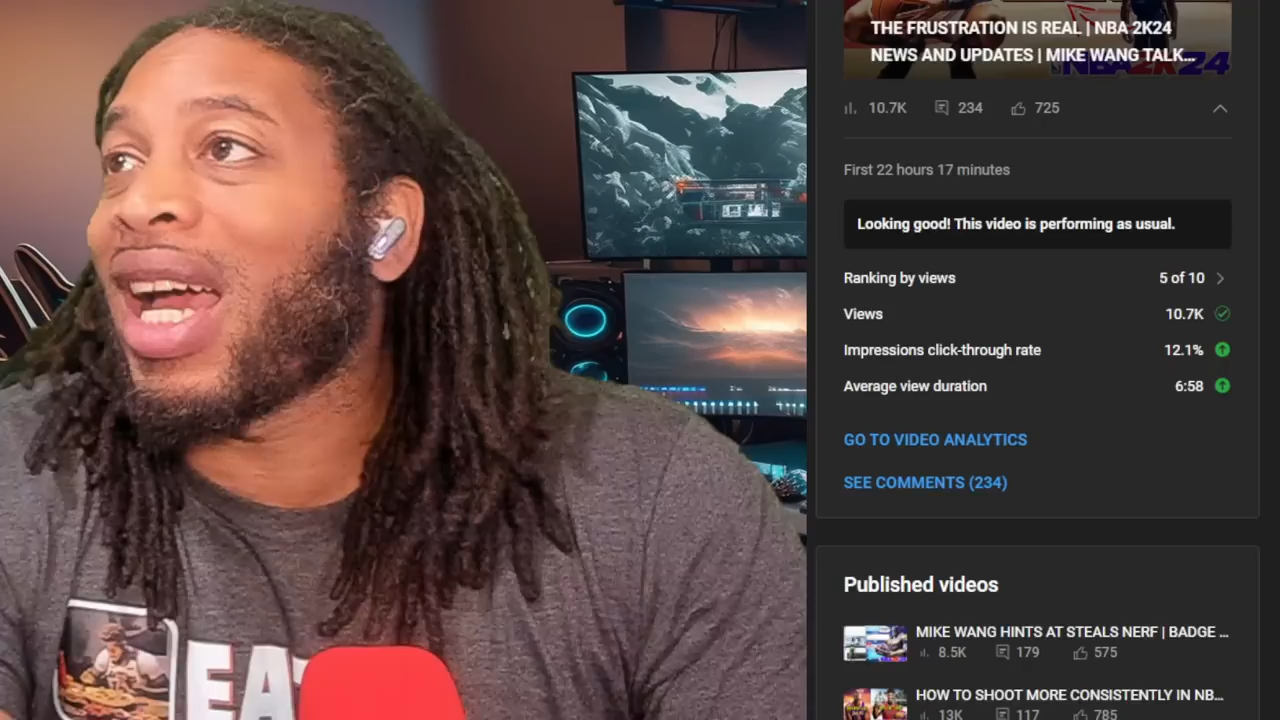 THE FRUSTRATION IS REAL | NBA 2K24
NEWS AND UPDATES | MIKE WANG TALK...
NBA 2K24
10.7K 234 725
First 22 hours 17 minutes
Looking good! This video is performing as usual.
Ranking by views 5 of 10
Views 10.7K
Impressions click-through rate 12.1%
Average view duration 6:58
GO TO VIDEO ANALYTICS
SEE COMMENTS (234)
Published videos
MIKE WANG HINTS AT STEALS NERF | BADGE ...
8.5K 179 575
HOW TO SHOOT MORE CONSISTENTLY IN NB...
13K 117 785
EA